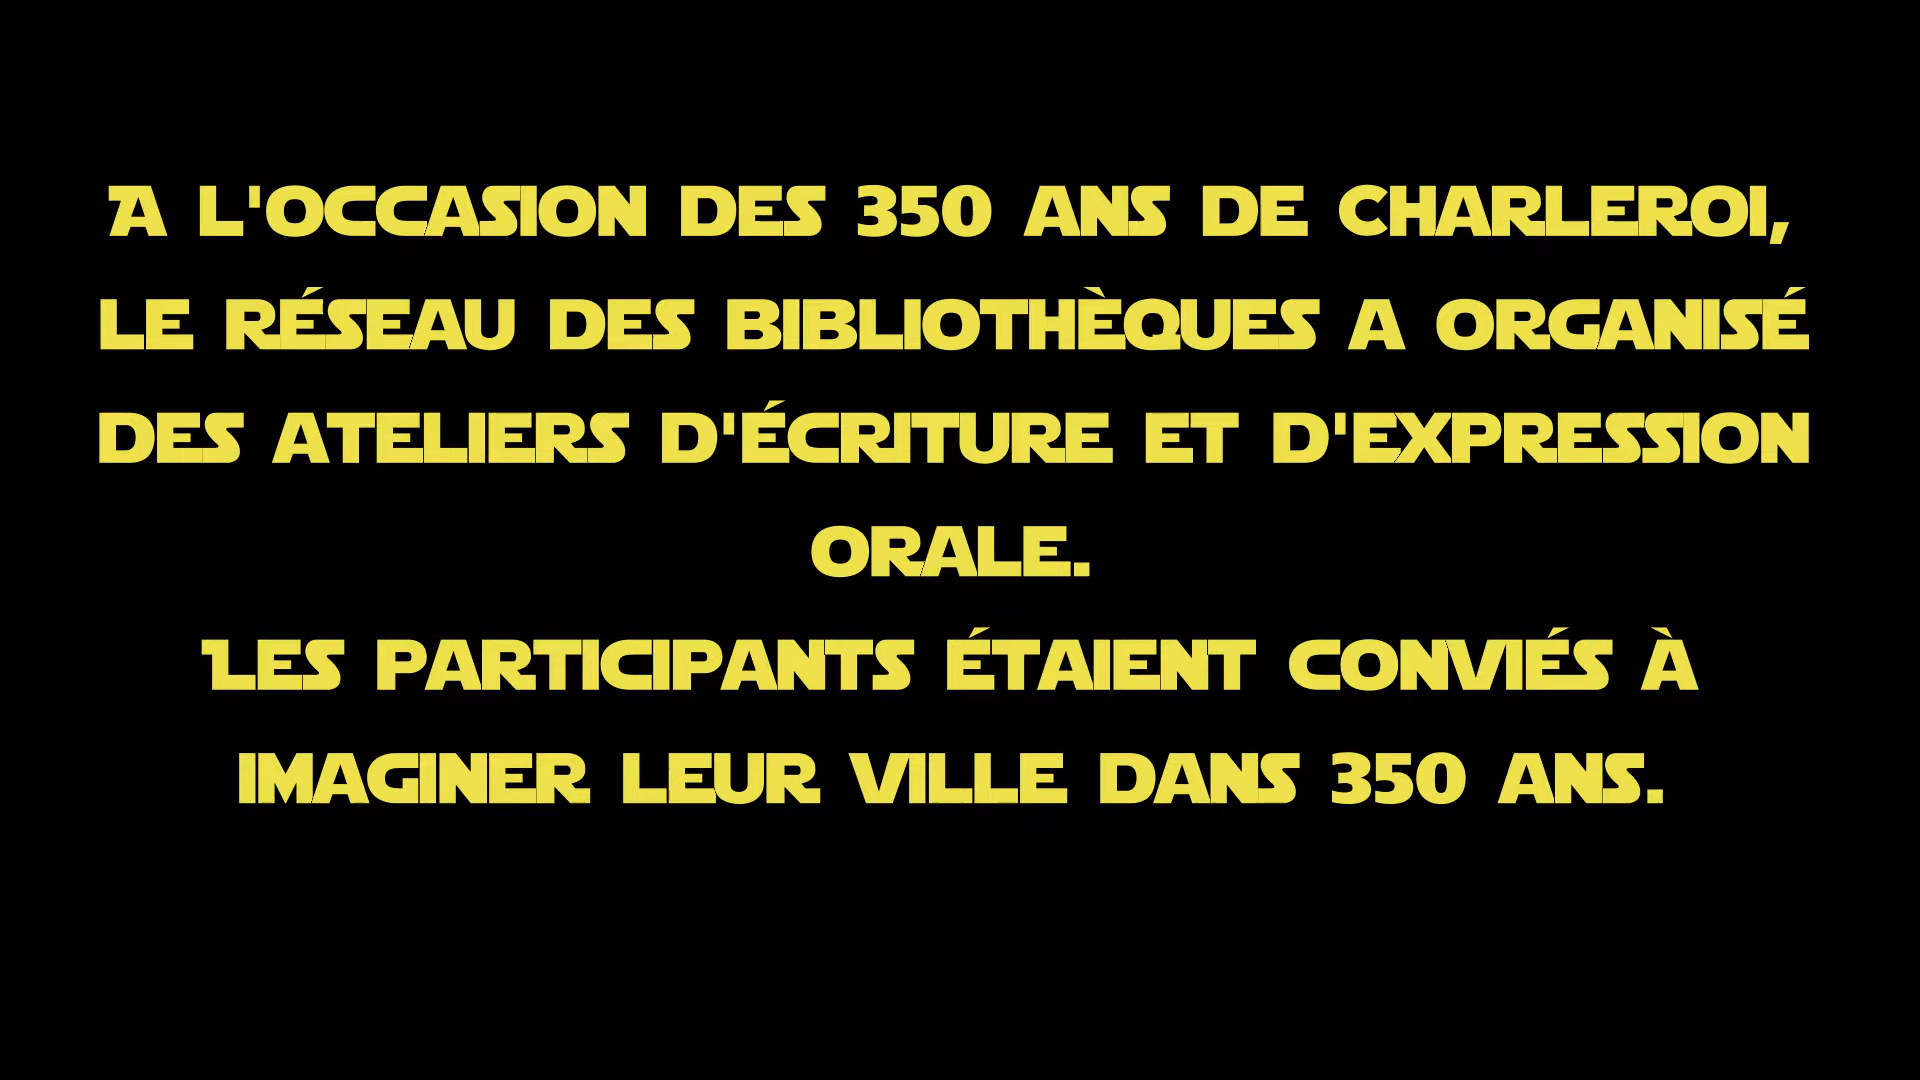 A L'OCCASION DES 350 ANS DE CHARLEROI,
LE RÉSEAU DES BIBLIOTHÈQUES A ORGANISÉ
DES ATELIERS D'ÉCRITURE ET D'EXPRESSION
ORALE.
LES PARTICIPANTS ÉTAIENT CONVIÉS À
IMAGINER LEUR VILLE DANS 350 ANS.